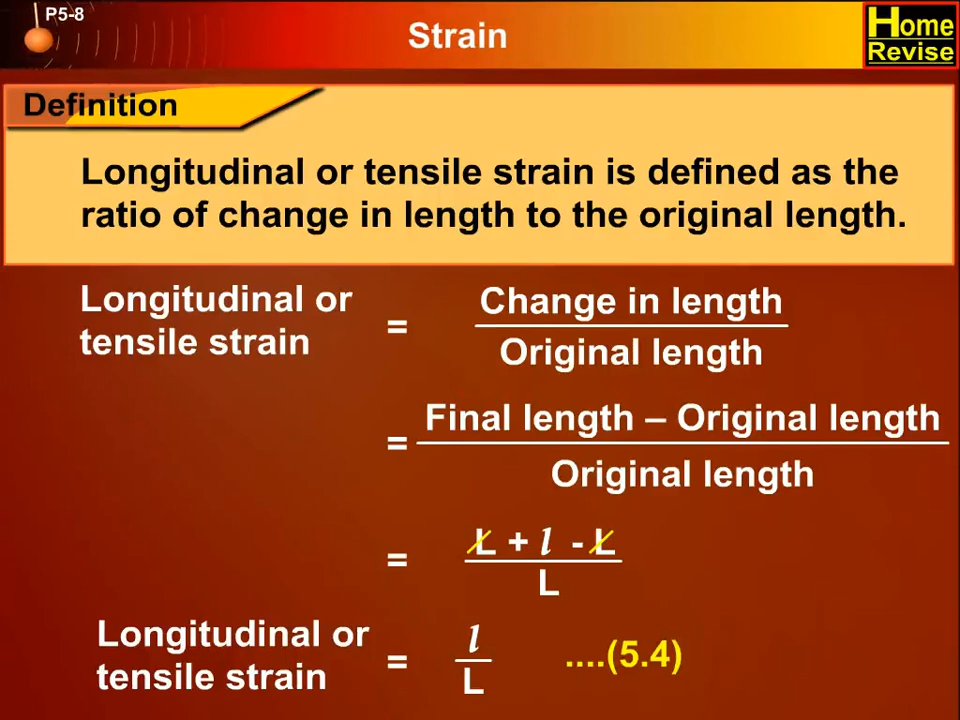 P5-8
Strain
Home
Revise
Definition
Longitudinal or tensile strain is defined as the
ratio of change in length to the original length.
Longitudinal or
tensile strain
=
Change in length
Original length
=
Final length – Original length
Original length
=
L + l - L
L
Longitudinal or
tensile strain
=
l
L
....(5.4)